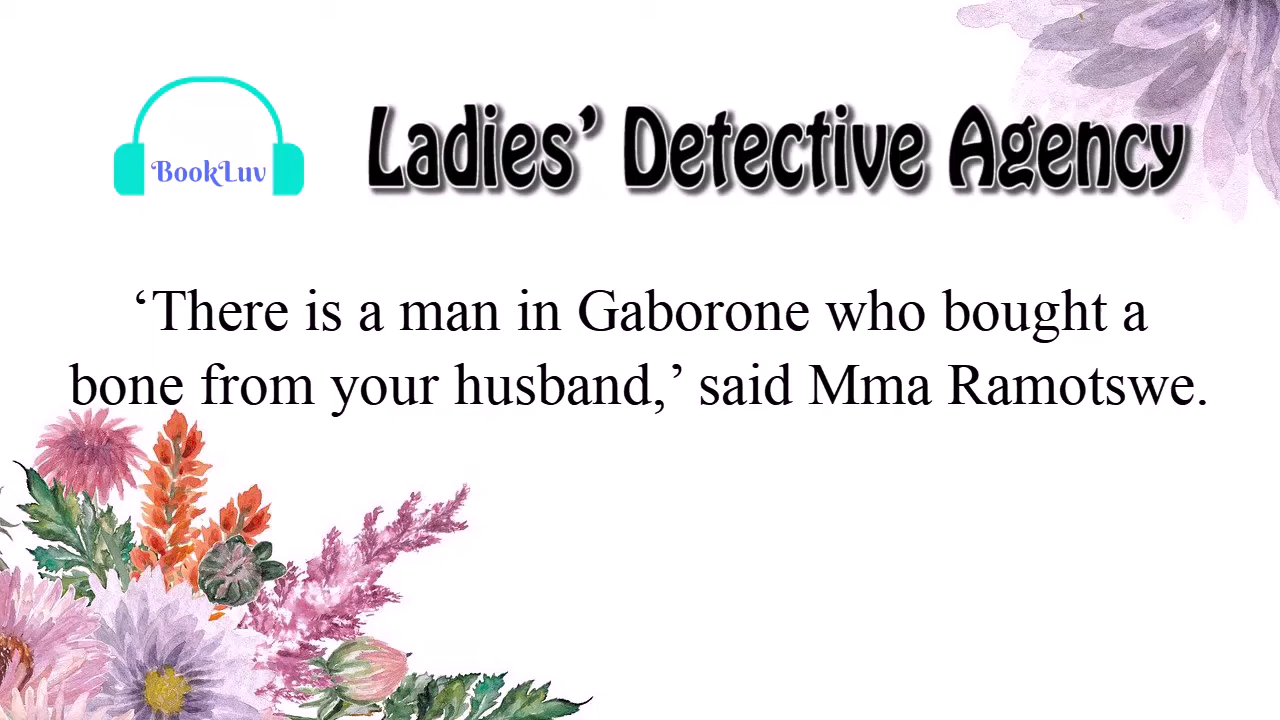 BookLuv
Ladies’ Detective Agency
‘There is a man in Gaborone who bought a
bone from your husband,’ said Mma Ramotswe.